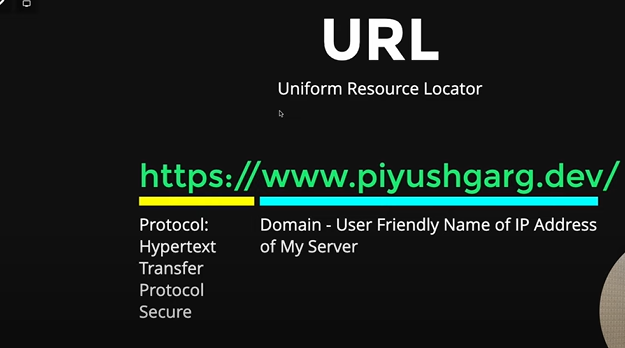 URL
Uniform Resource Locator
https://www.piyushgarg.dev/
Protocol:
Hypertext
Transfer
Protocol
Secure
Domain - User Friendly Name of IP Address
of My Server